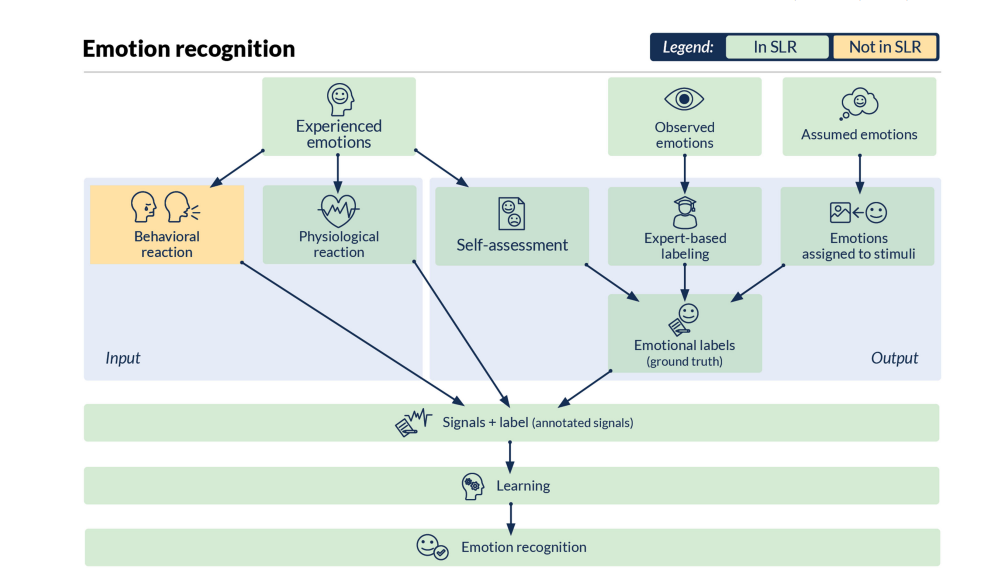 Emotion recognition
Legend:
In SLR
Not in SLR
Experienced
emotions
Observed
emotions
Assumed emotions
Behavioral
reaction
Physiological
reaction
Self-assessment
Expert-based
labeling
Emotions
assigned to stimuli
Emotional labels
(ground truth)
Input
Output
Signals + label (annotated signals)
Learning
Emotion recognition